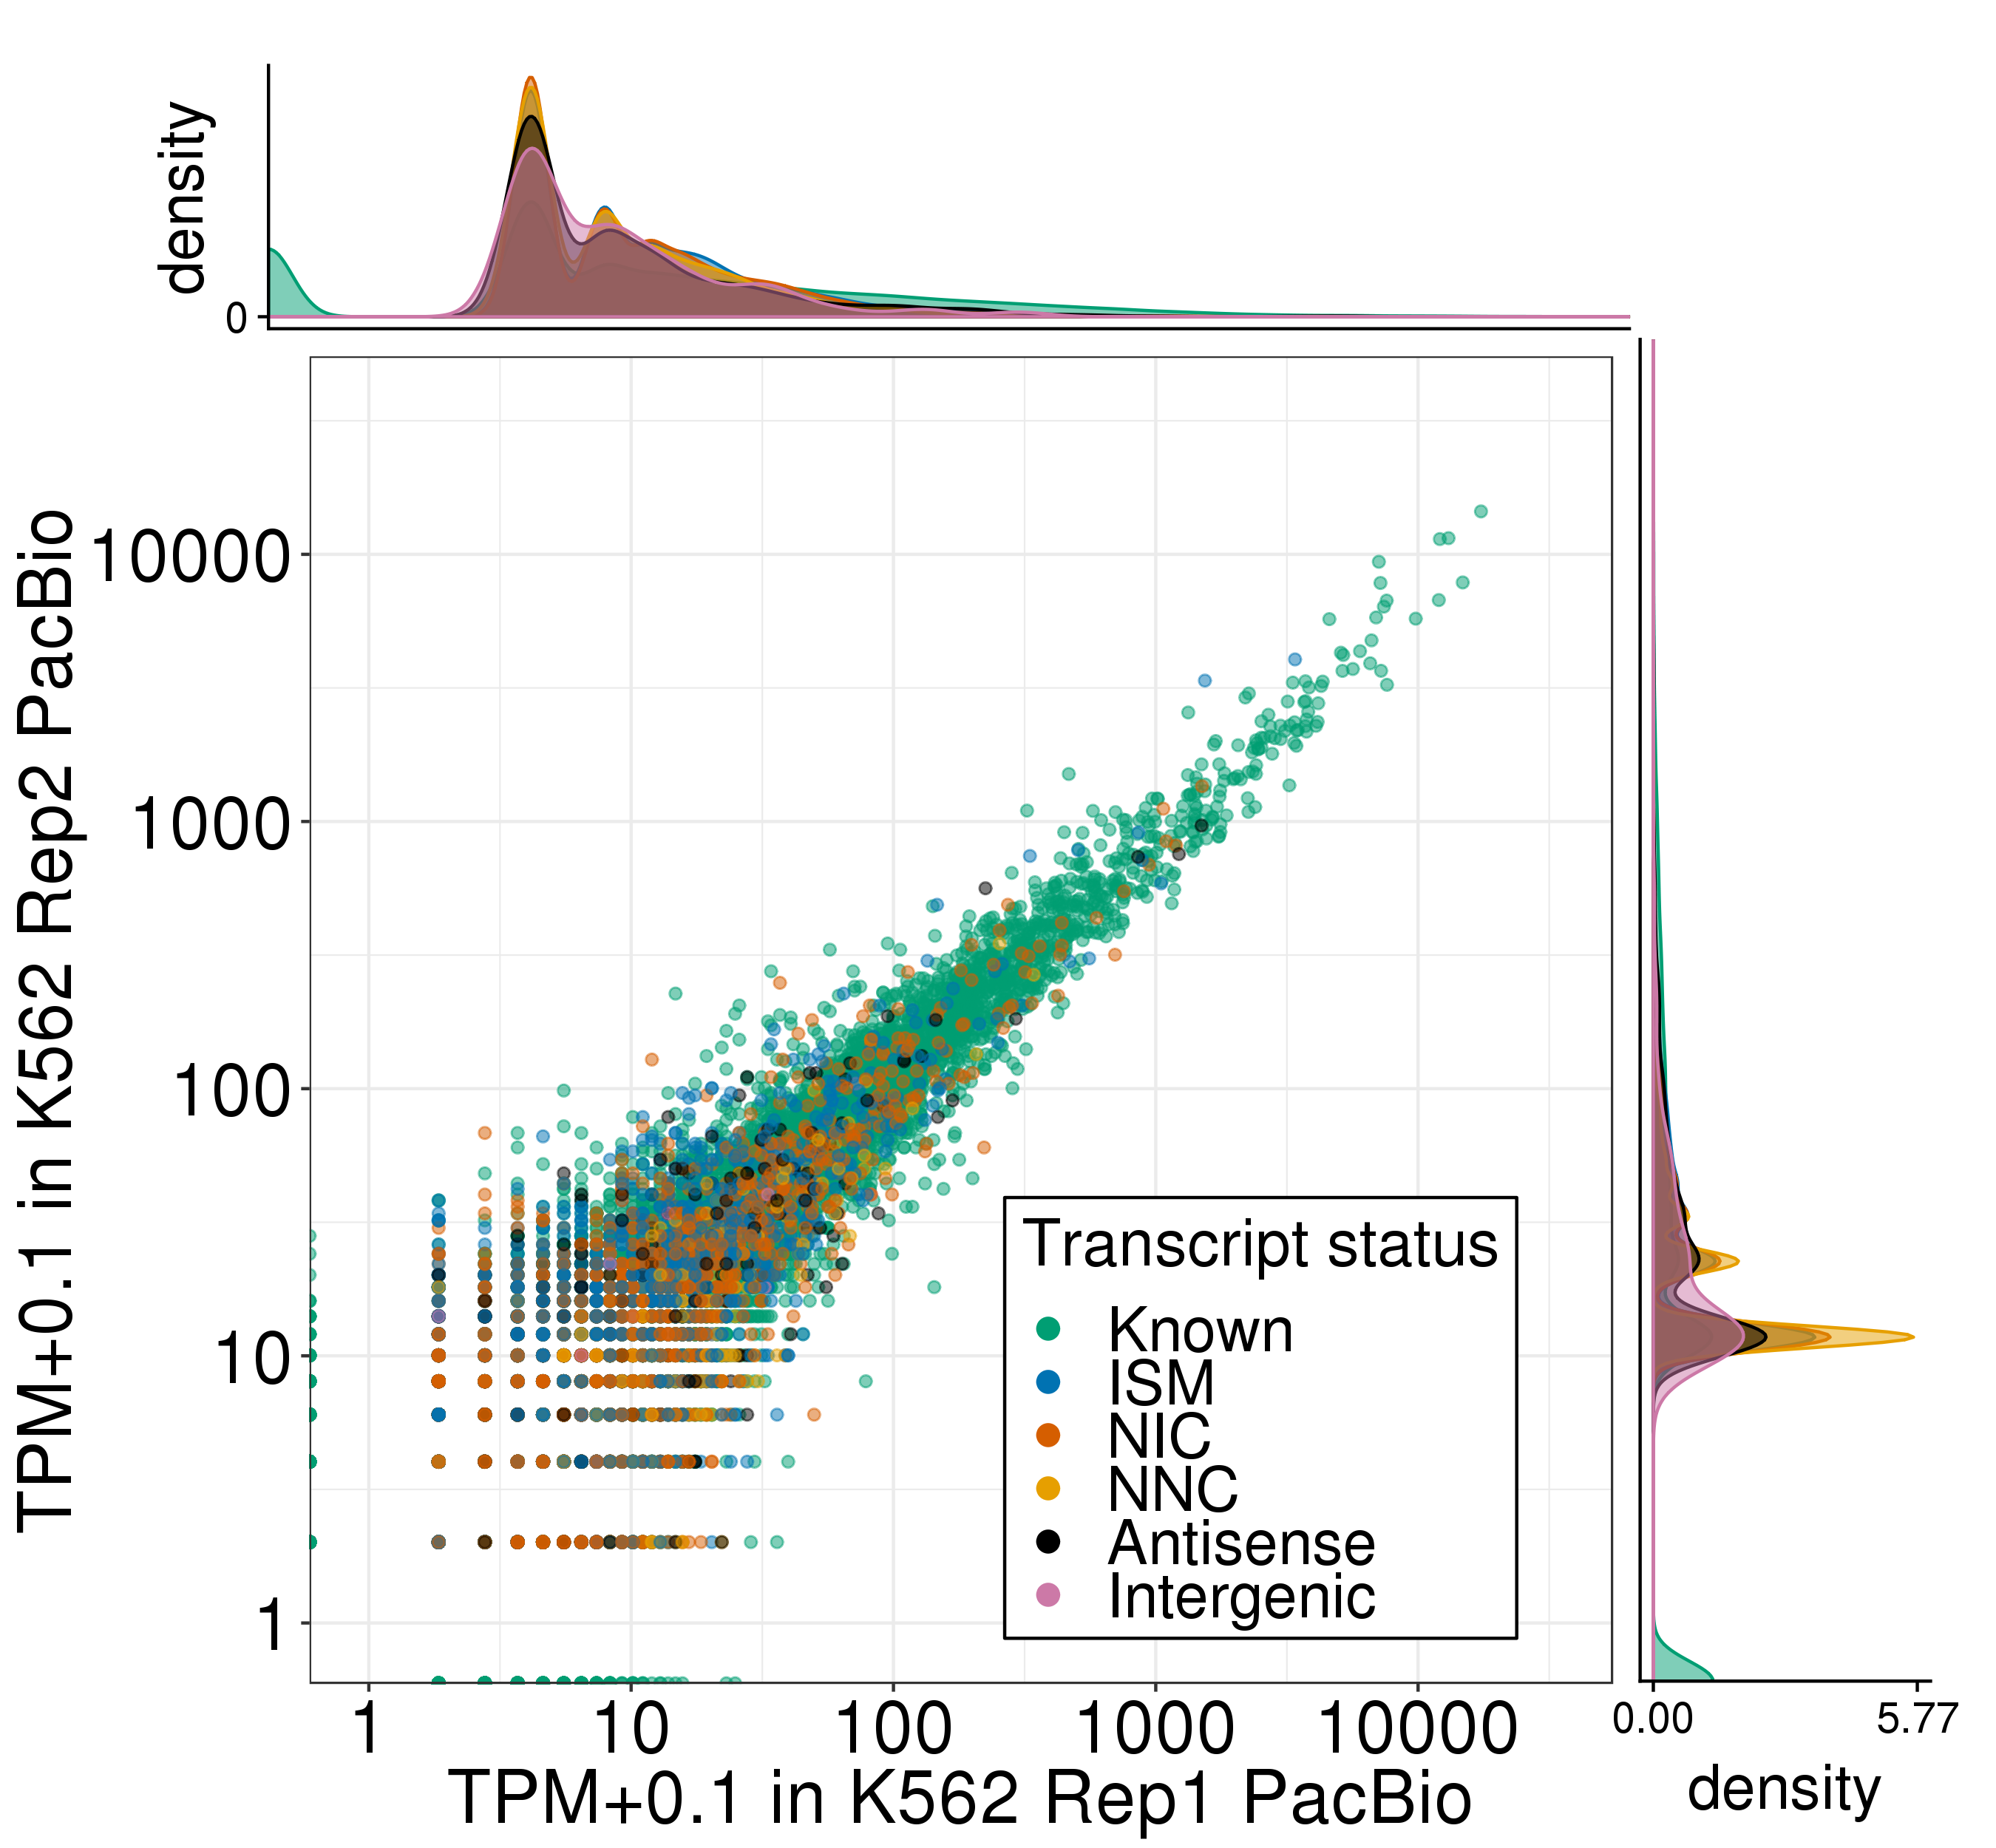 density
0
TPM+0.1 in K562 Rep2 PacBio
10000
1000
100
10
1
Transcript status
Known
ISM
NIC
NNC
Antisense
Intergenic
1 10 100 1000 10000
TPM+0.1 in K562 Rep1 PacBio
0.00 5.77
density